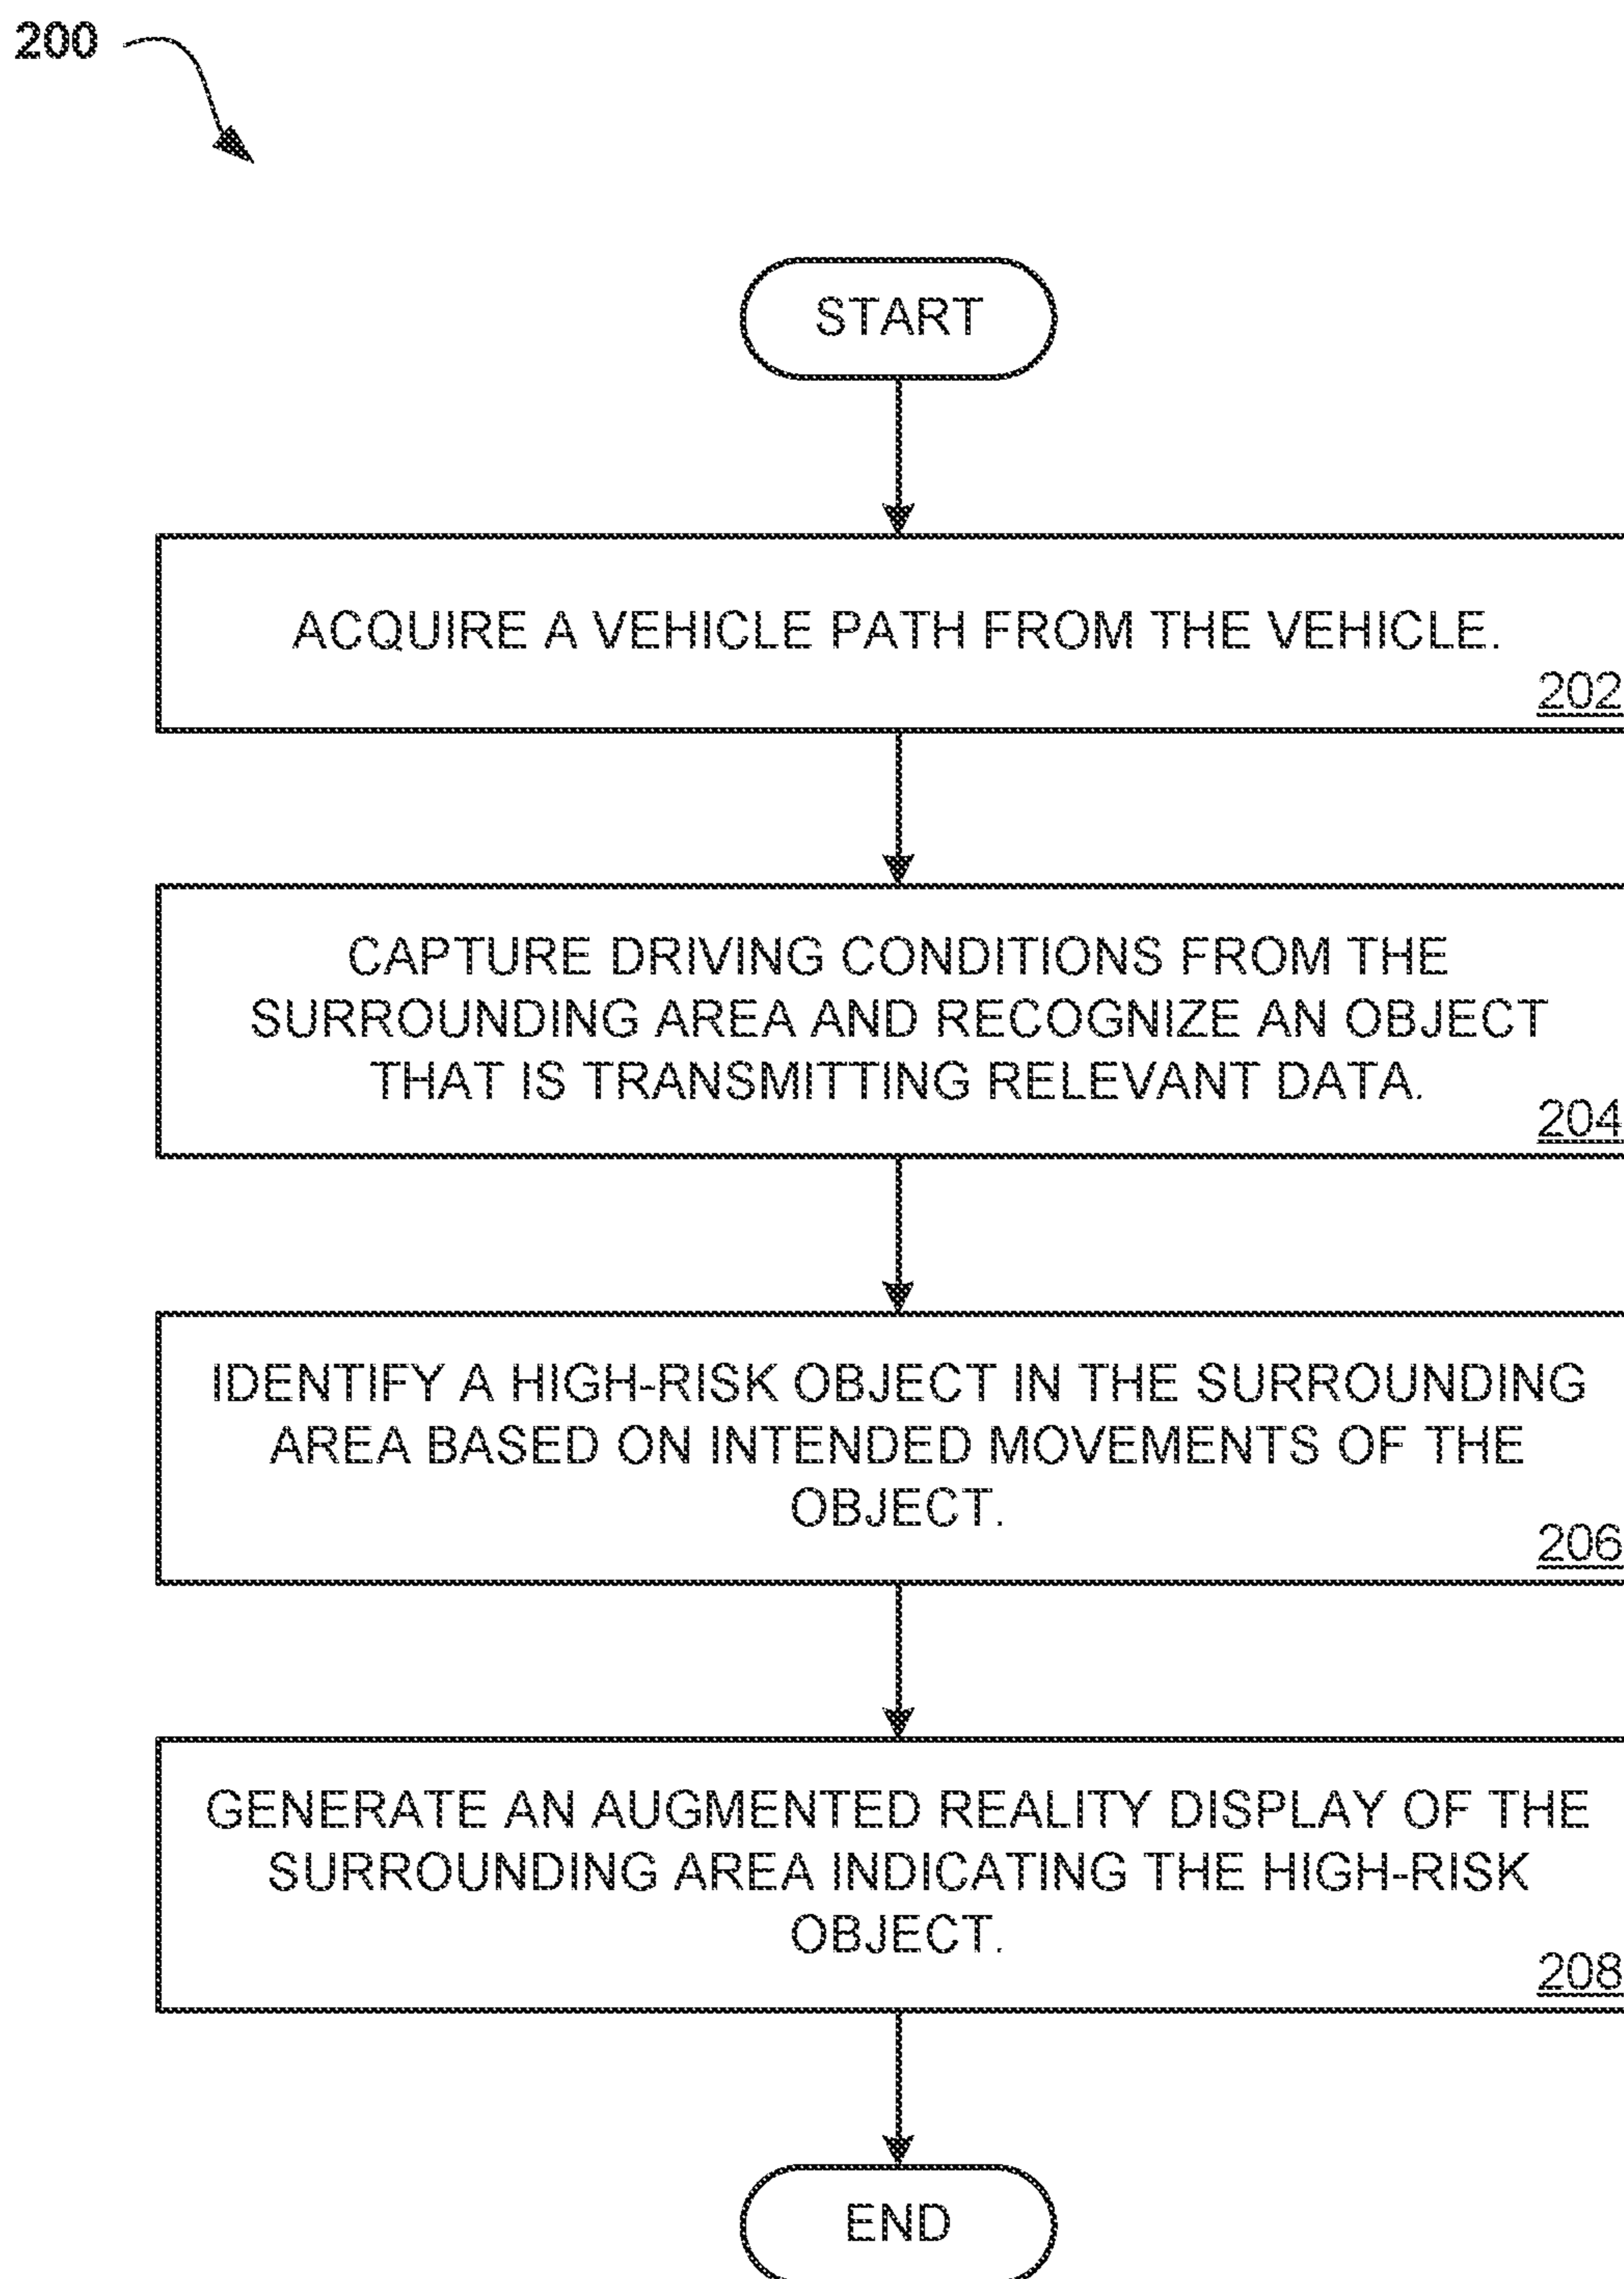 200
START
ACQUIRE A VEHICLE PATH FROM THE VEHICLE.
202
CAPTURE DRIVING CONDITIONS FROM THE
SURROUNDING AREA AND RECOGNIZE AN OBJECT
THAT IS TRANSMITTING RELEVANT DATA.
204
IDENTIFY A HIGH-RISK OBJECT IN THE SURROUNDING
AREA BASED ON INTENDED MOVEMENTS OF THE
OBJECT.
206
GENERATE AN AUGMENTED REALITY DISPLAY OF THE
SURROUNDING AREA INDICATING THE HIGH-RISK
OBJECT.
208
END